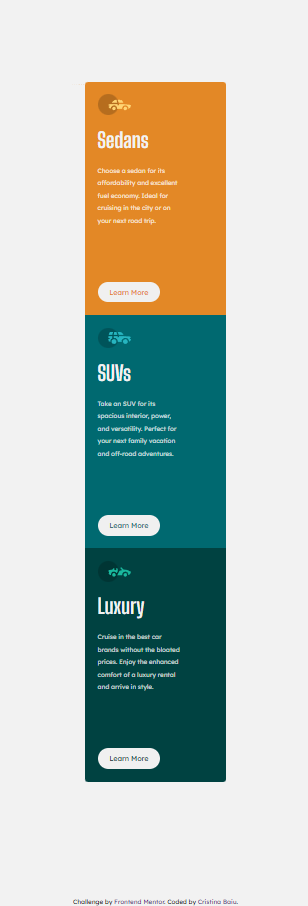 Sedans
Choose a sedan for its
affordability and excellent
fuel economy. Ideal for
cruising in the city or on
your next road trip.
Learn More
SUVs
Take an SUV for its
spacious interior, power,
and versatility. Perfect for
your next family vacation
and off-road adventures.
Learn More
Luxury
Cruise in the best car
brands without the bloated
prices. Enjoy the enhanced
comfort of a luxury rental
and arrive in style.
Learn More
Challenge by Frontend Mentor. Coded by Cristina Baiu.